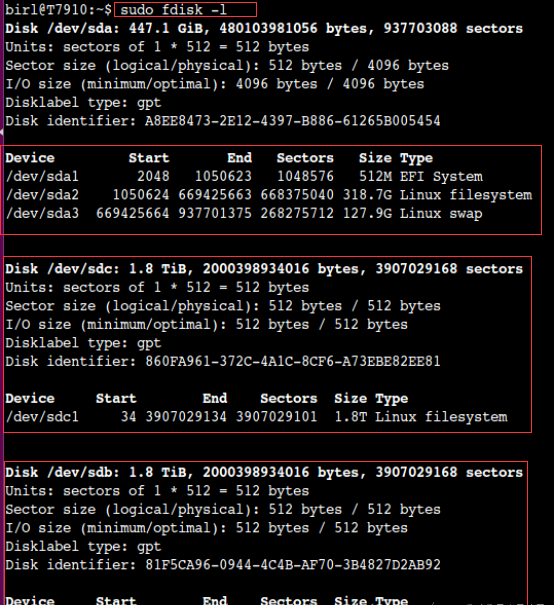 birl@T7910:~$ sudo fdisk -l
Disk /dev/sda: 447.1 GiB, 480103981056 bytes, 937703088 sectors
Units: sectors of 1 * 512 = 512 bytes
Sector size (logical/physical): 512 bytes / 4096 bytes
I/O size (minimum/optimal): 4096 bytes / 4096 bytes
Disklabel type: gpt
Disk identifier: A8EE8473-2E12-4397-B886-61265B005454
Device Start End Sectors Size Type
/dev/sda1 2048 1050623 1048576 512M EFI System
/dev/sda2 1050624 669425663 668375040 318.7G Linux filesystem
/dev/sda3 669425664 937701375 268275712 127.9G Linux swap
Disk /dev/sdc: 1.8 TiB, 2000398934016 bytes, 3907029168 sectors
Units: sectors of 1 * 512 = 512 bytes
Sector size (logical/physical): 512 bytes / 512 bytes
I/O size (minimum/optimal): 512 bytes / 512 bytes
Disklabel type: gpt
Disk identifier: 860FA961-372C-4A1C-8CF6-A73EBE82EE81
Device Start End Sectors Size Type
/dev/sdc1 34 3907029134 3907029101 1.8T Linux filesystem
Disk /dev/sdb: 1.8 TiB, 2000398934016 bytes, 3907029168 sectors
Units: sectors of 1 * 512 = 512 bytes
Sector size (logical/physical): 512 bytes / 512 bytes
I/O size (minimum/optimal): 512 bytes / 512 bytes
Disklabel type: gpt
Disk identifier: 81F5CA96-0944-4C4B-AF70-3B4827D2AB92
Device Start End Sectors Size Type